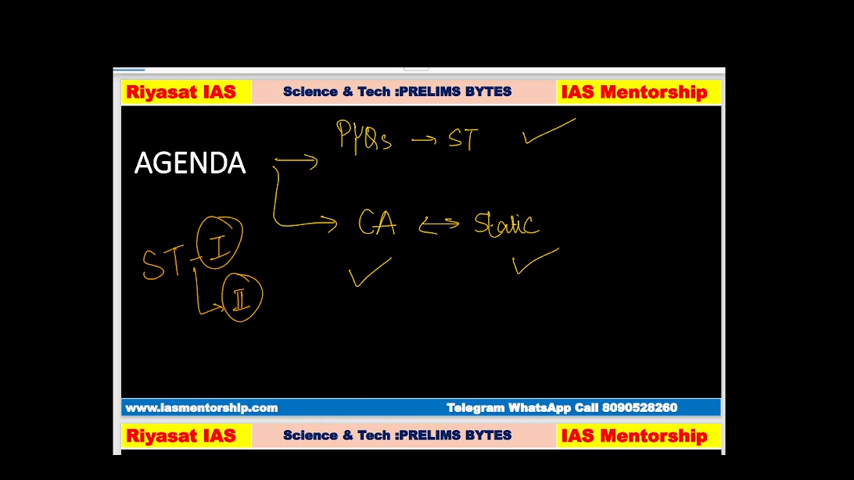 Riyasat IAS Science & Tech :PRELIMS BYTES IAS Mentorship
PYQs → ST ✓
AGENDA
CA ↔ Static
ST - I
✓ ✓
II
www.iasmentorship.com Telegram WhatsApp Call 8090528260
Riyasat IAS Science & Tech :PRELIMS BYTES IAS Mentorship